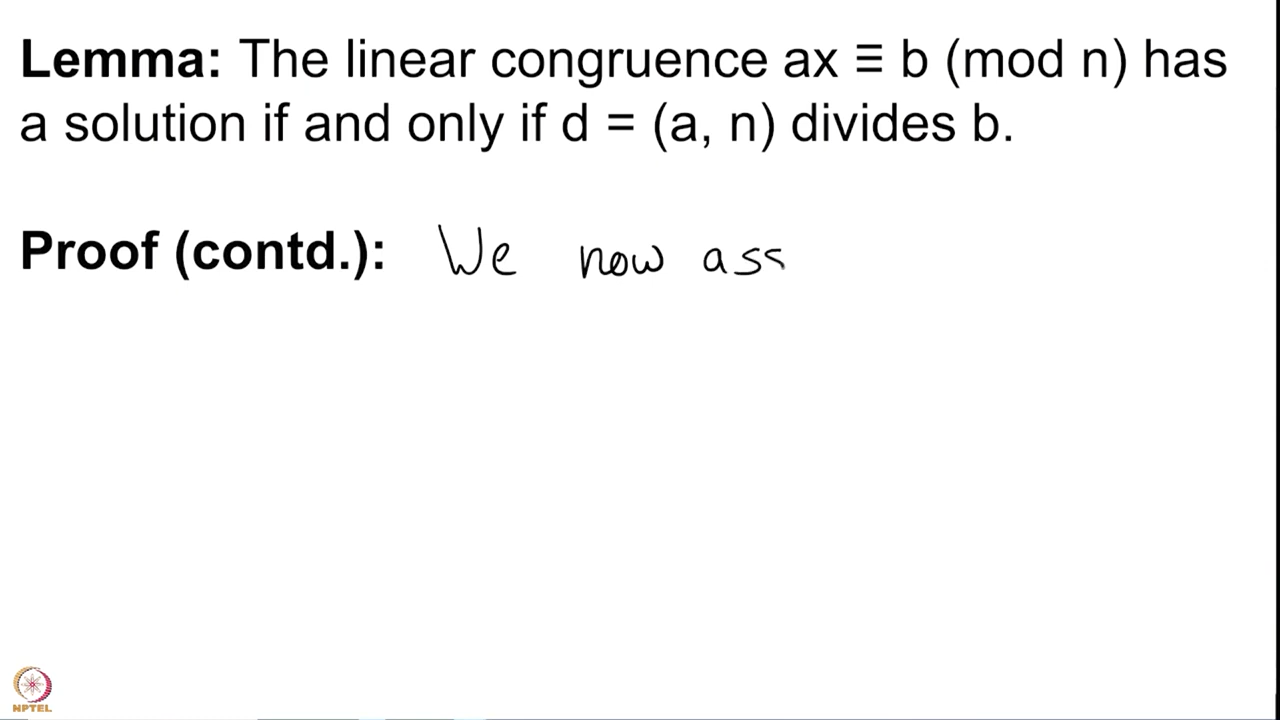 Lemma: The linear congruence ax ≡ b (mod n) has
a solution if and only if d = (a, n) divides b.
Proof (contd.): We now ass
NPTEL